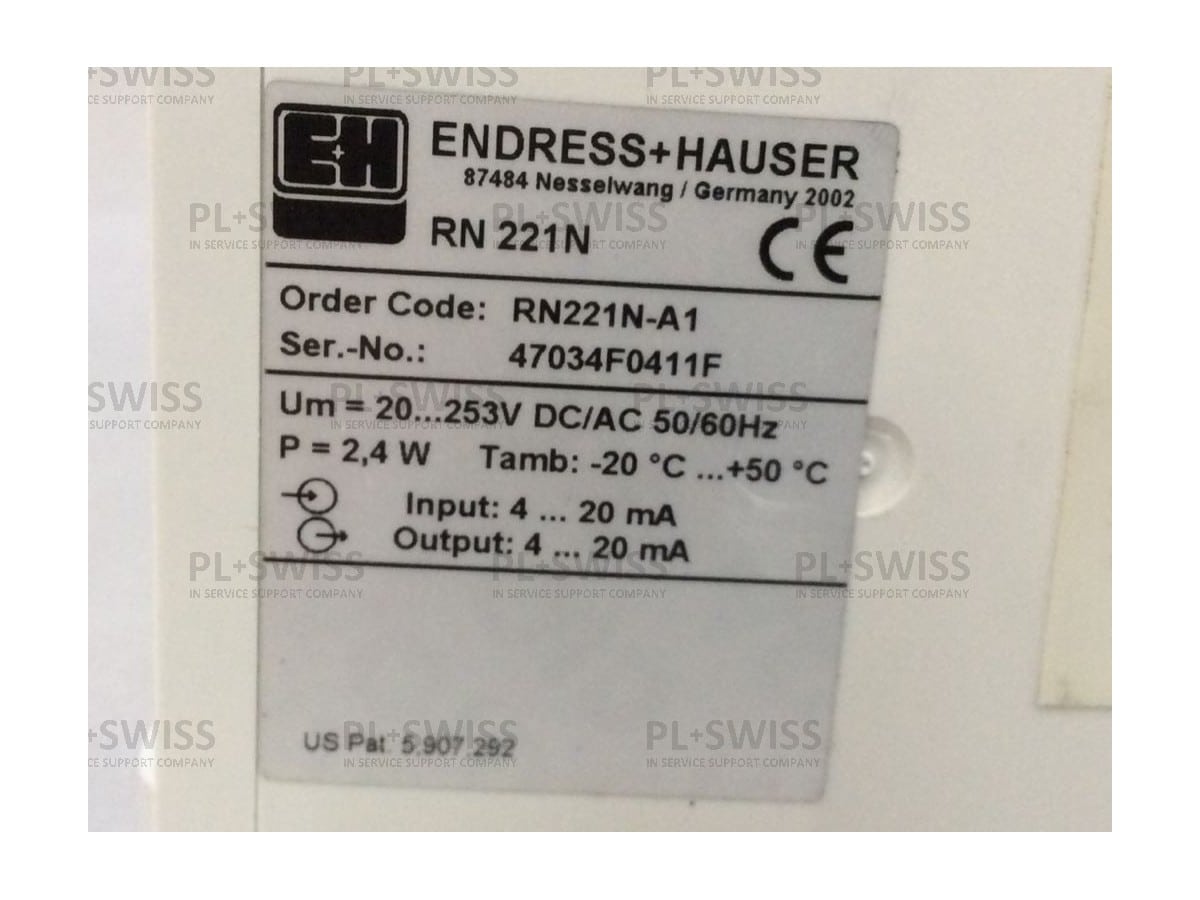 E+H
ENDRESS+HAUSER
87484 Nesselwang / Germany 2002
RN 221N
CE
Order Code: RN221N-A1
Ser.-No.: 47034F0411F
Um = 20...253V DC/AC 50/60Hz
P = 2,4 W Tamb: -20 °C ...+50 °C
Input: 4 ... 20 mA
Output: 4 ... 20 mA
US Pat. 5,907,292
PL+SWISS
IN SERVICE SUPPORT COMPANY